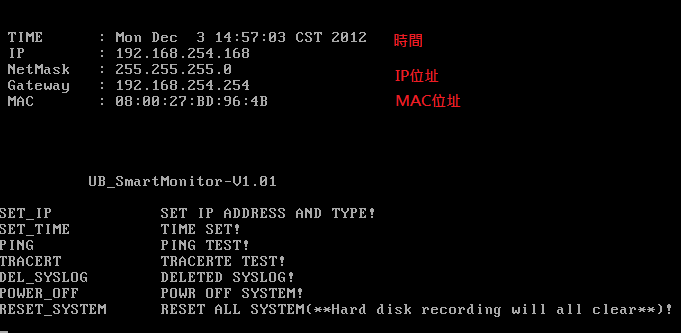 TIME : Mon Dec 3 14:57:03 CST 2012 時間
IP : 192.168.254.168
NetMask : 255.255.255.0 IP位址
Gateway : 192.168.254.254
MAC : 08:00:27:BD:96:4B MAC位址
UB_SmartMonitor-V1.01
SET_IP SET IP ADDRESS AND TYPE!
SET_TIME TIME SET!
PING PING TEST!
TRACERT TRACERTE TEST!
DEL_SYSLOG DELETED SYSLOG!
POWER_OFF POWR OFF SYSTEM!
RESET_SYSTEM RESET ALL SYSTEM(**Hard disk recording will all clear**)!